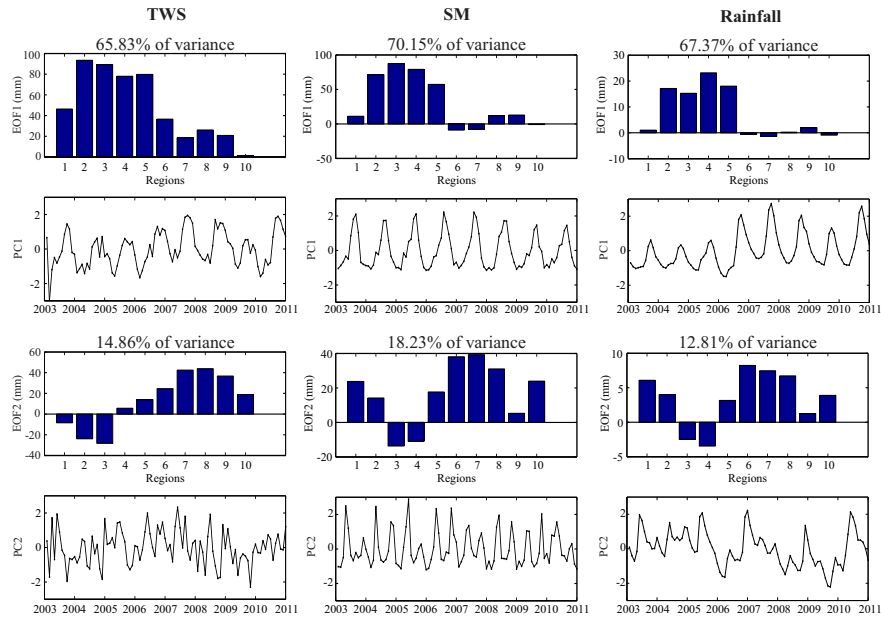 TWS
SM
Rainfall
65.83% of variance
70.15% of variance
67.37% of variance
EOF1 (mm)
100
80
60
40
20
0
1 2 3 4 5 6 7 8 9 10
Regions
EOF1 (mm)
100
50
0
-50
1 2 3 4 5 6 7 8 9 10
Regions
EOF1 (mm)
30
20
10
0
-10
1 2 3 4 5 6 7 8 9 10
Regions
PC1
2
0
-2
2003 2004 2005 2006 2007 2008 2009 2010 2011
PC1
2
0
-2
2003 2004 2005 2006 2007 2008 2009 2010 2011
PC1
2
0
-2
2003 2004 2005 2006 2007 2008 2009 2010 2011
14.86% of variance
18.23% of variance
12.81% of variance
EOF2 (mm)
60
40
20
0
-20
-40
1 2 3 4 5 6 7 8 9 10
Regions
EOF2 (mm)
40
20
0
-20
1 2 3 4 5 6 7 8 9 10
Regions
EOF2 (mm)
10
5
0
-5
1 2 3 4 5 6 7 8 9 10
Regions
PC2
2
0
-2
2003 2004 2005 2006 2007 2008 2009 2010 2011
PC2
2
0
-2
2003 2004 2005 2006 2007 2008 2009 2010 2011
PC2
2
0
-2
2003 2004 2005 2006 2007 2008 2009 2010 2011